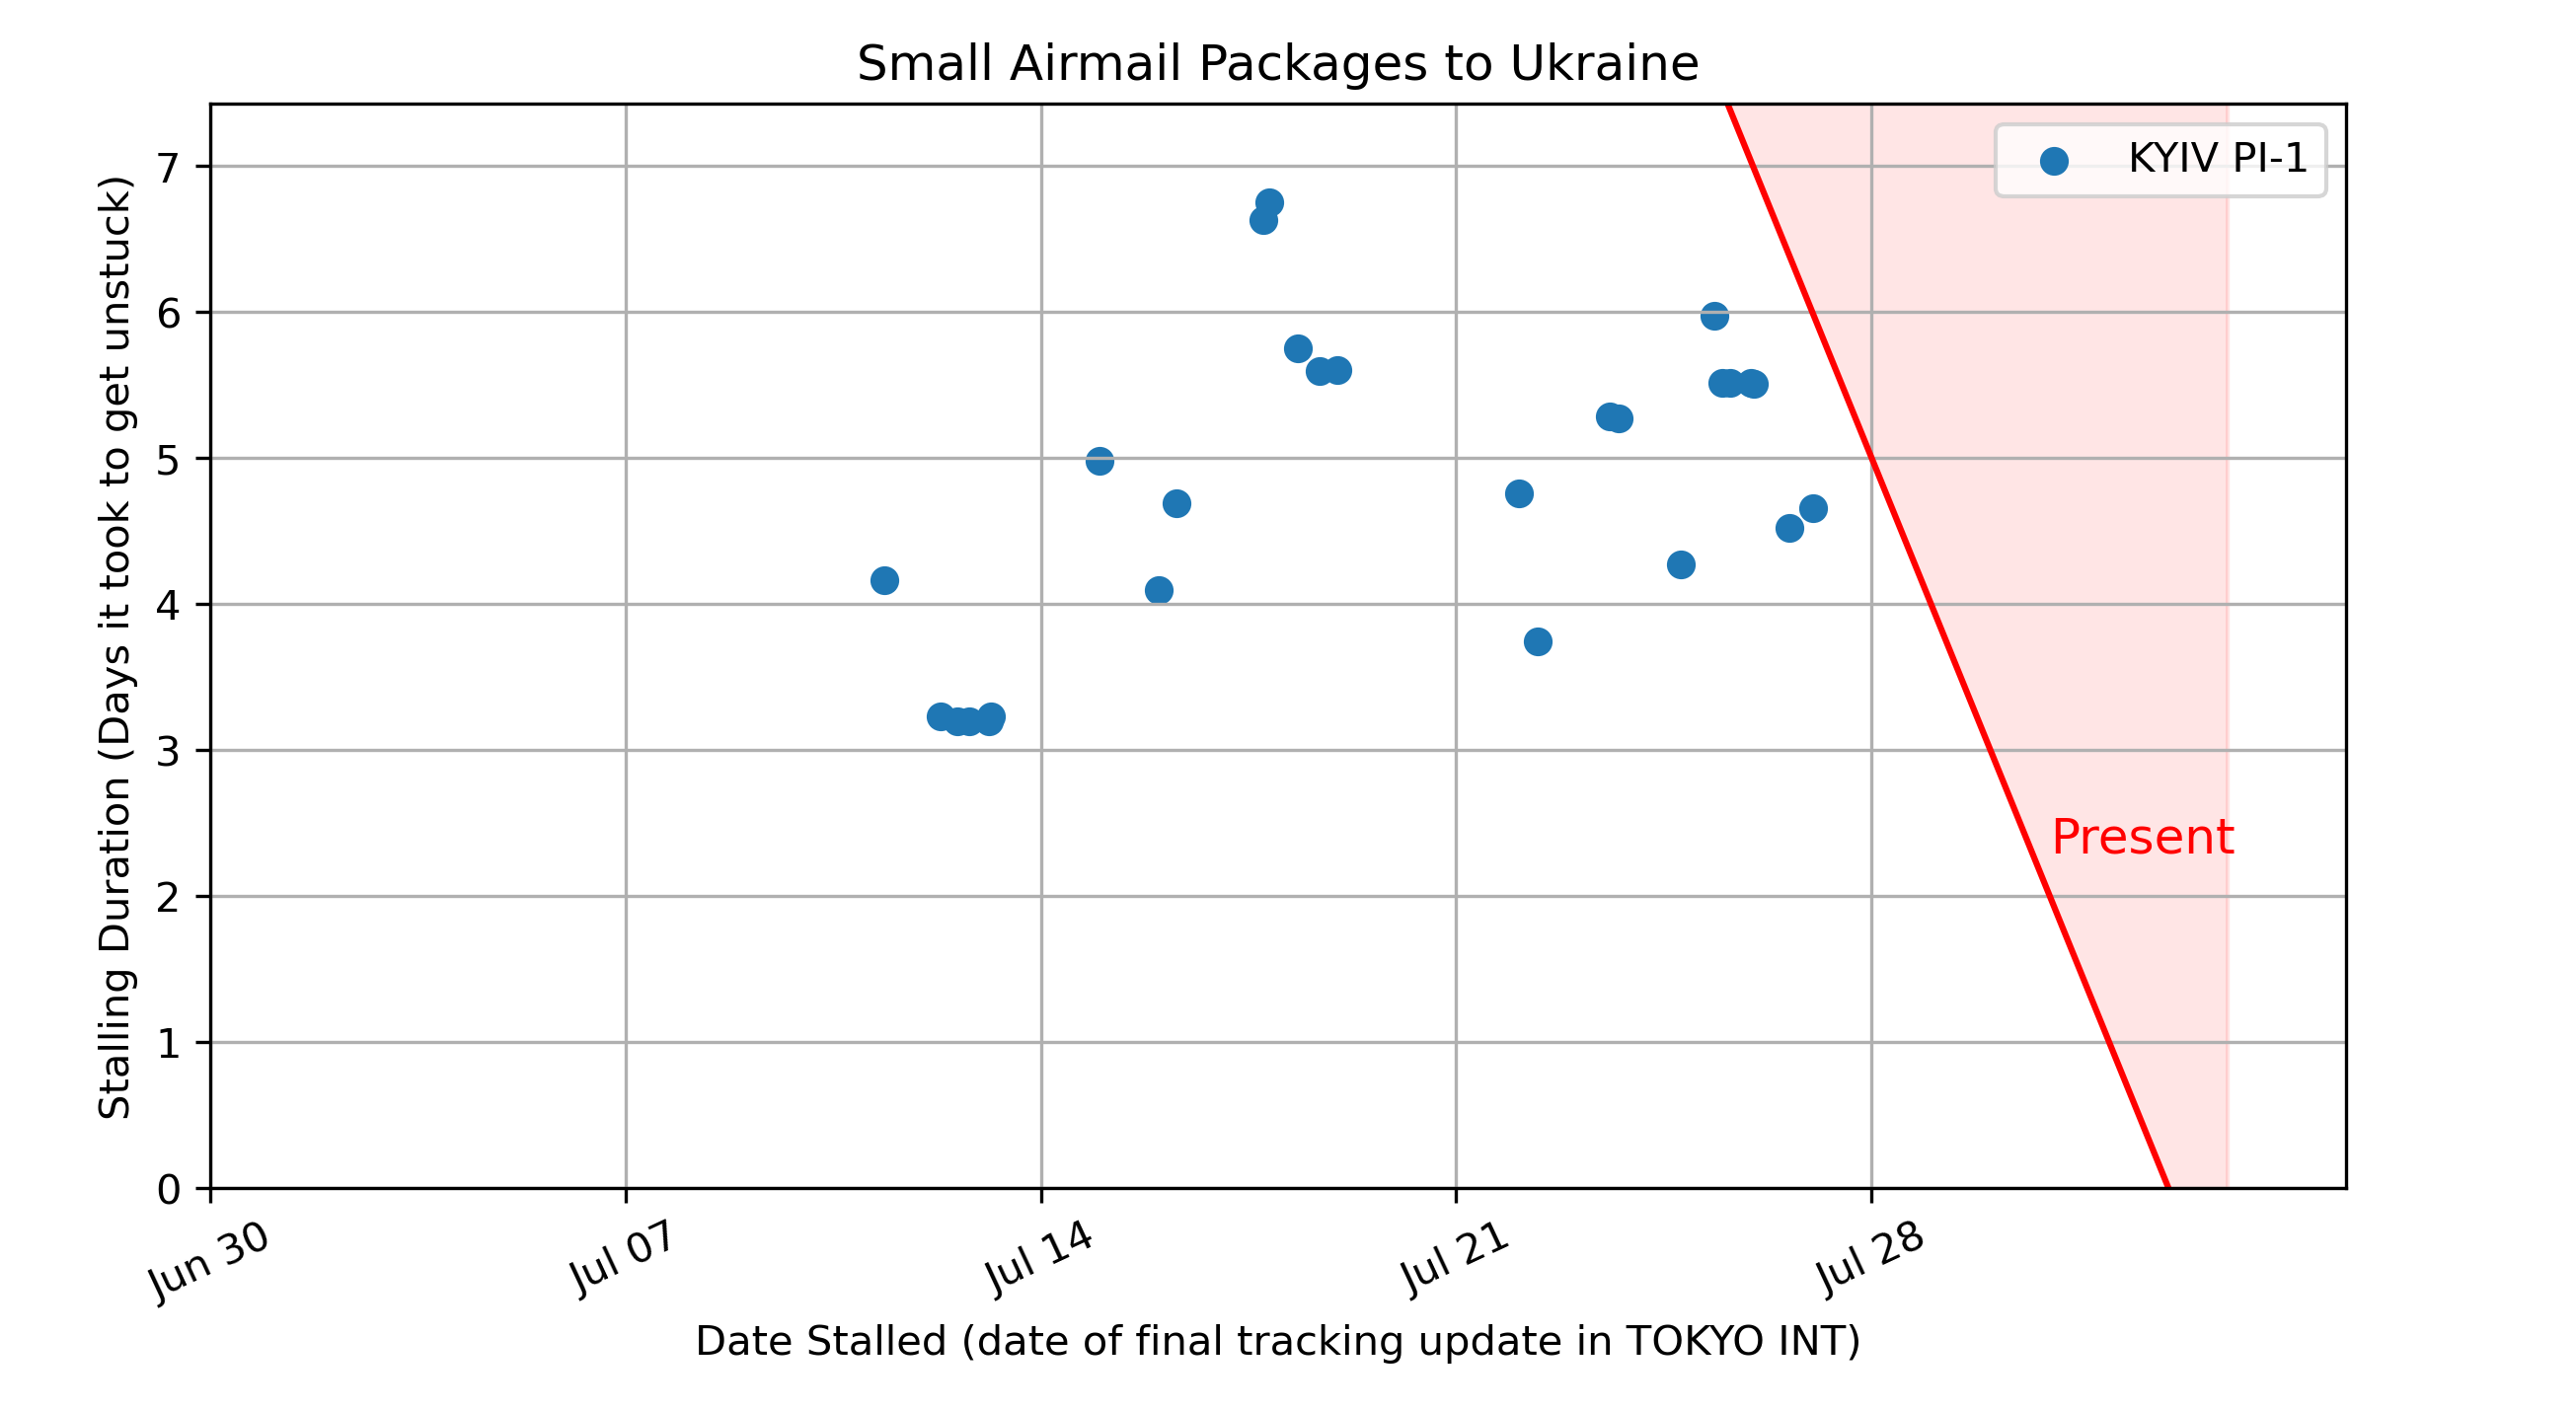 Small Airmail Packages to Ukraine
Stalling Duration (Days it took to get unstuck)
7
6
5
4
3
2
1
0
KYIV PI-1
Present
Jun 30
Jul 07
Jul 14
Jul 21
Jul 28
Date Stalled (date of final tracking update in TOKYO INT)